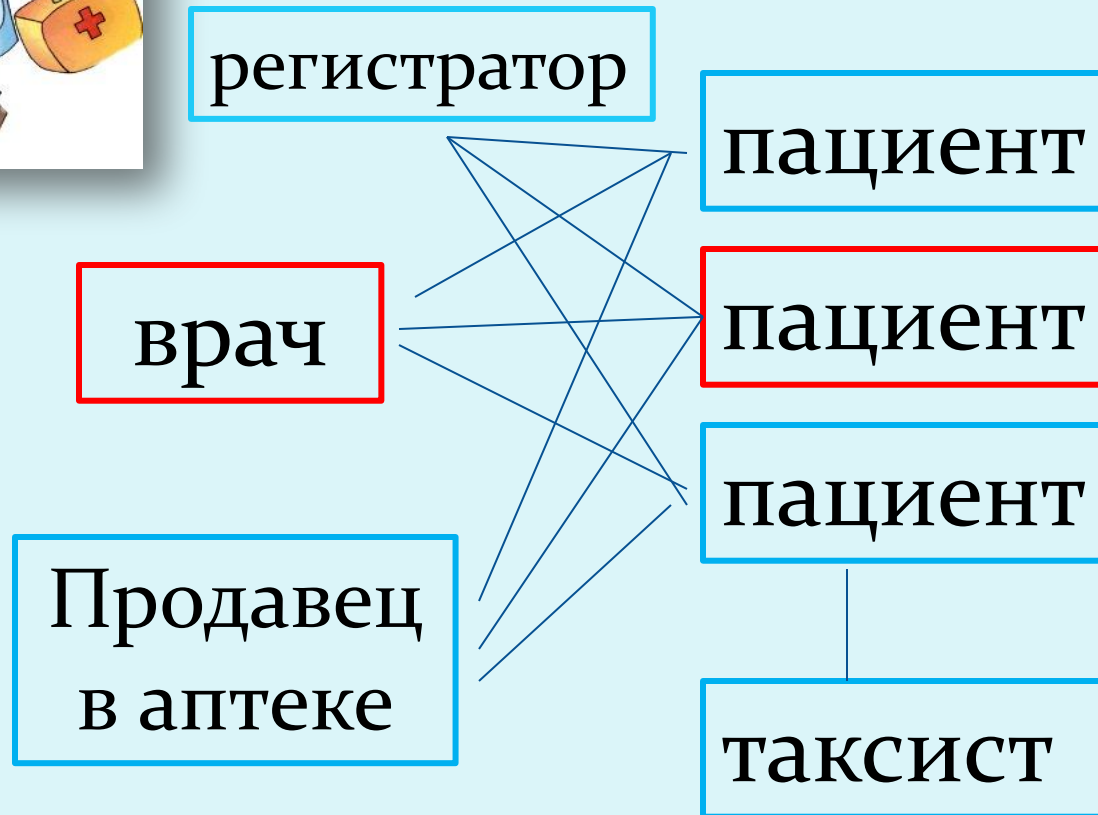 регистратор
пациент
врач
пациент
пациент
Продавец
в аптеке
таксист